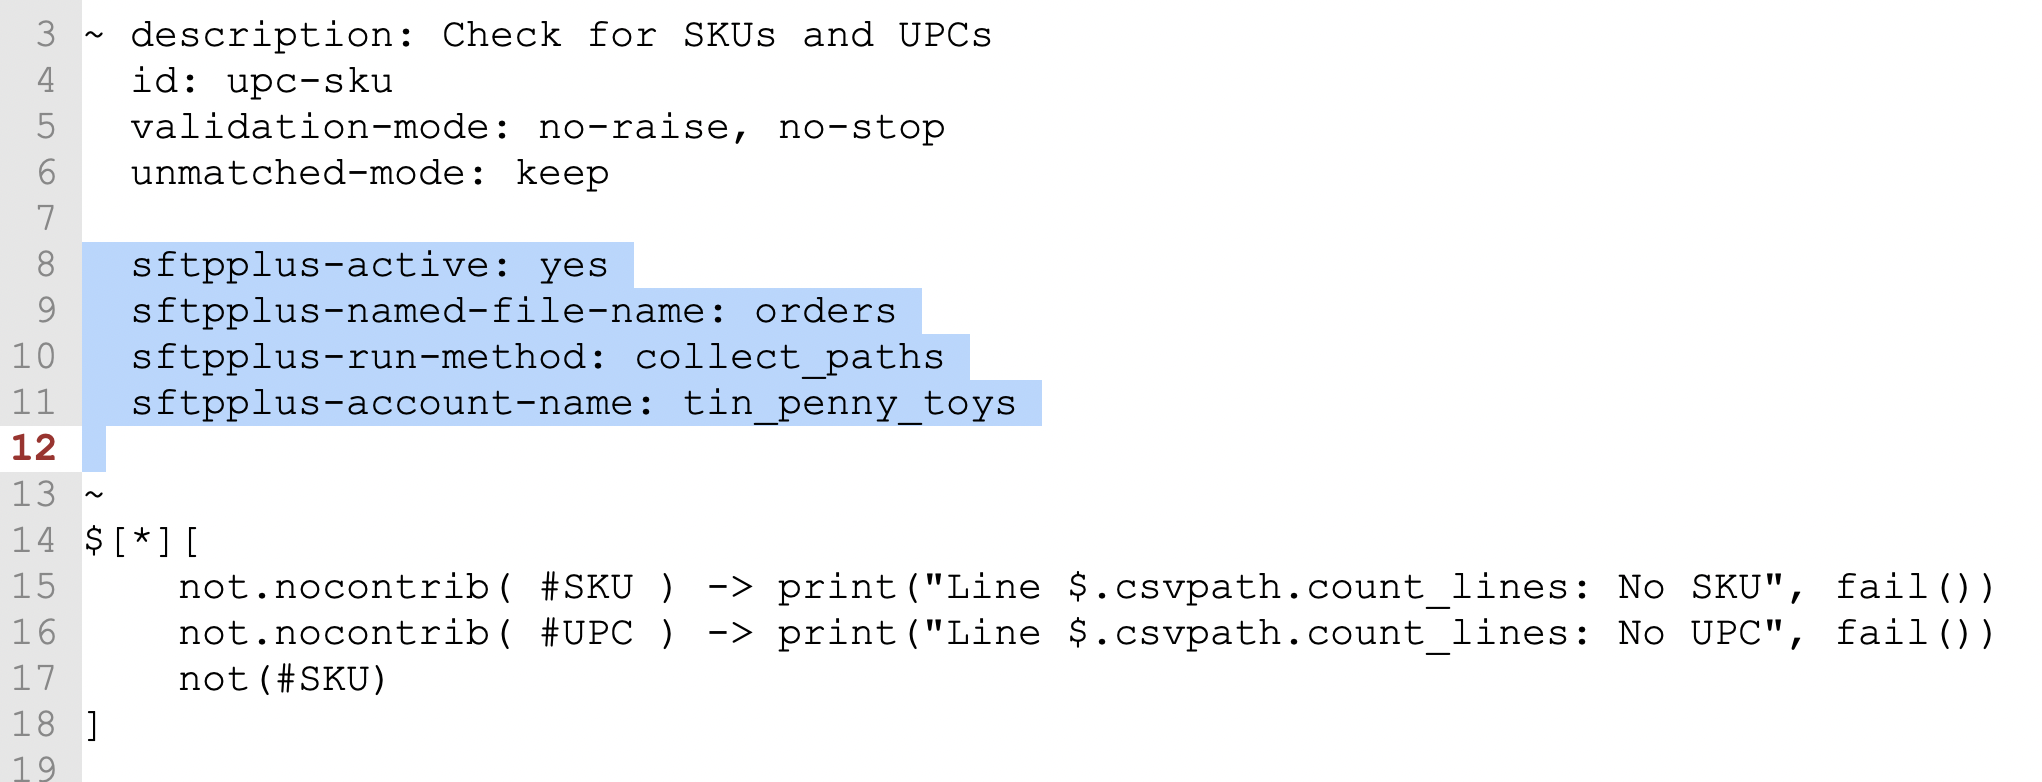 3 ~ description: Check for SKUs and UPCs
4   id: upc-sku
5   validation-mode: no-raise, no-stop
6   unmatched-mode: keep
7
8   sftpplus-active: yes
9   sftpplus-named-file-name: orders
10   sftpplus-run-method: collect_paths
11   sftpplus-account-name: tin_penny_toys
12
13 ~
14 $[*][
15     not.nocontrib( #SKU ) -> print("Line $.csvpath.count_lines: No SKU", fail())
16     not.nocontrib( #UPC ) -> print("Line $.csvpath.count_lines: No UPC", fail())
17     not(#SKU)
18 ]
19